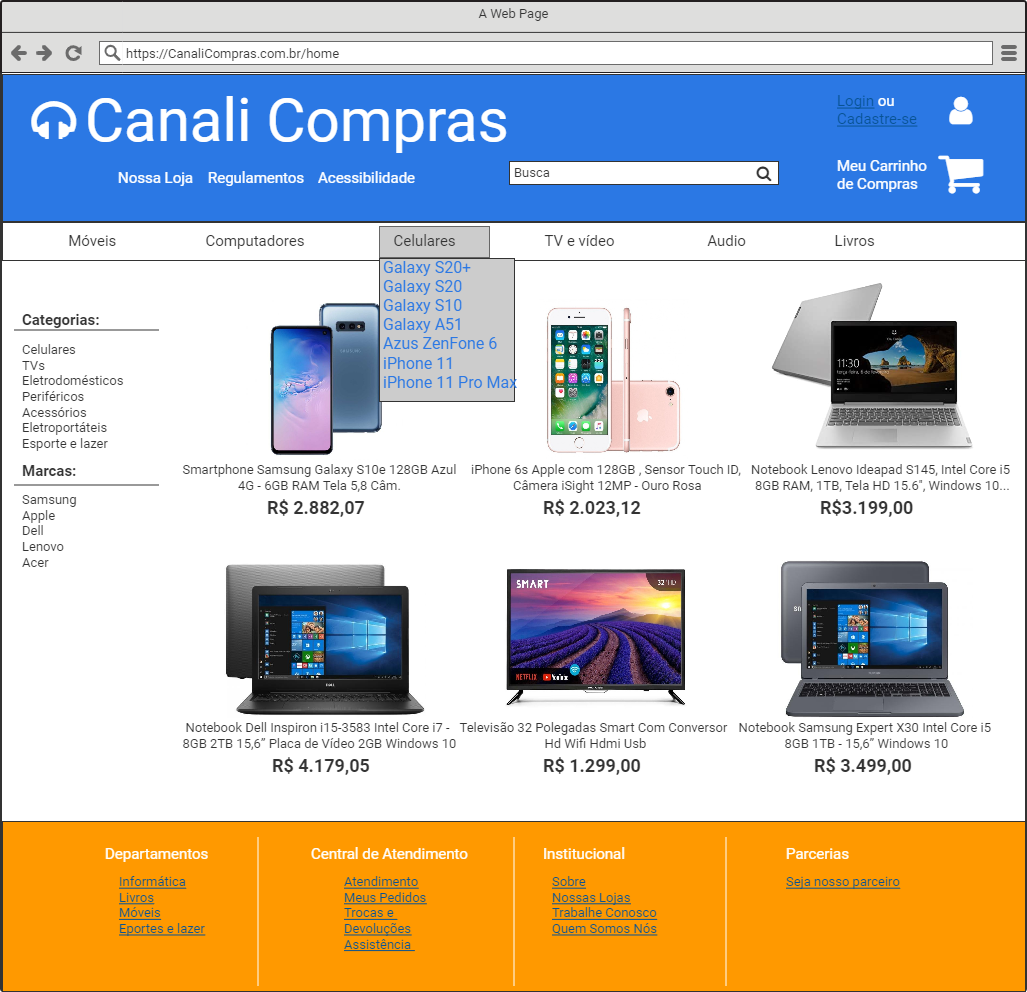 A Web Page
https://CanaliCompras.com.br/home
Canali Compras
Login ou
Cadastre-se
Nossa Loja Regulamentos Acessibilidade
Busca
Meu Carrinho
de Compras
Móveis Computadores Celulares TV e vídeo Audio Livros
Galaxy S20+
Galaxy S20
Galaxy S10
Galaxy A51
Azus ZenFone 6
iPhone 11
iPhone 11 Pro Max
Categorias:
Celulares
TVs
Eletrodomésticos
Periféricos
Acessórios
Eletroportáteis
Esporte e lazer
Marcas:
Samsung
Apple
Dell
Lenovo
Acer
SAMSUNG
11:30
Smartphone Samsung Galaxy S10e 128GB Azul
4G - 6GB RAM Tela 5,8 Câm.
R$ 2.882,07
iPhone 6s Apple com 128GB , Sensor Touch ID,
Câmera iSight 12MP - Ouro Rosa
R$ 2.023,12
Notebook Lenovo Ideapad S145, Intel Core i5
8GB RAM, 1TB, Tela HD 15.6", Windows 10...
R$3.199,00
DELL
SMART
32" HD
NETFLIX YouTube
Notebook Dell Inspiron i15-3583 Intel Core i7 -
8GB 2TB 15,6” Placa de Vídeo 2GB Windows 10
R$ 4.179,05
Televisão 32 Polegadas Smart Com Conversor
Hd Wifi Hdmi Usb
R$ 1.299,00
Notebook Samsung Expert X30 Intel Core i5
8GB 1TB - 15,6” Windows 10
R$ 3.499,00
Departamentos
Informática
Livros
Móveis
Eportes e lazer
Central de Atendimento
Atendimento
Meus Pedidos
Trocas e
Devoluções
Assistência
Institucional
Sobre
Nossas Lojas
Trabalhe Conosco
Quem Somos Nós
Parcerias
Seja nosso parceiro